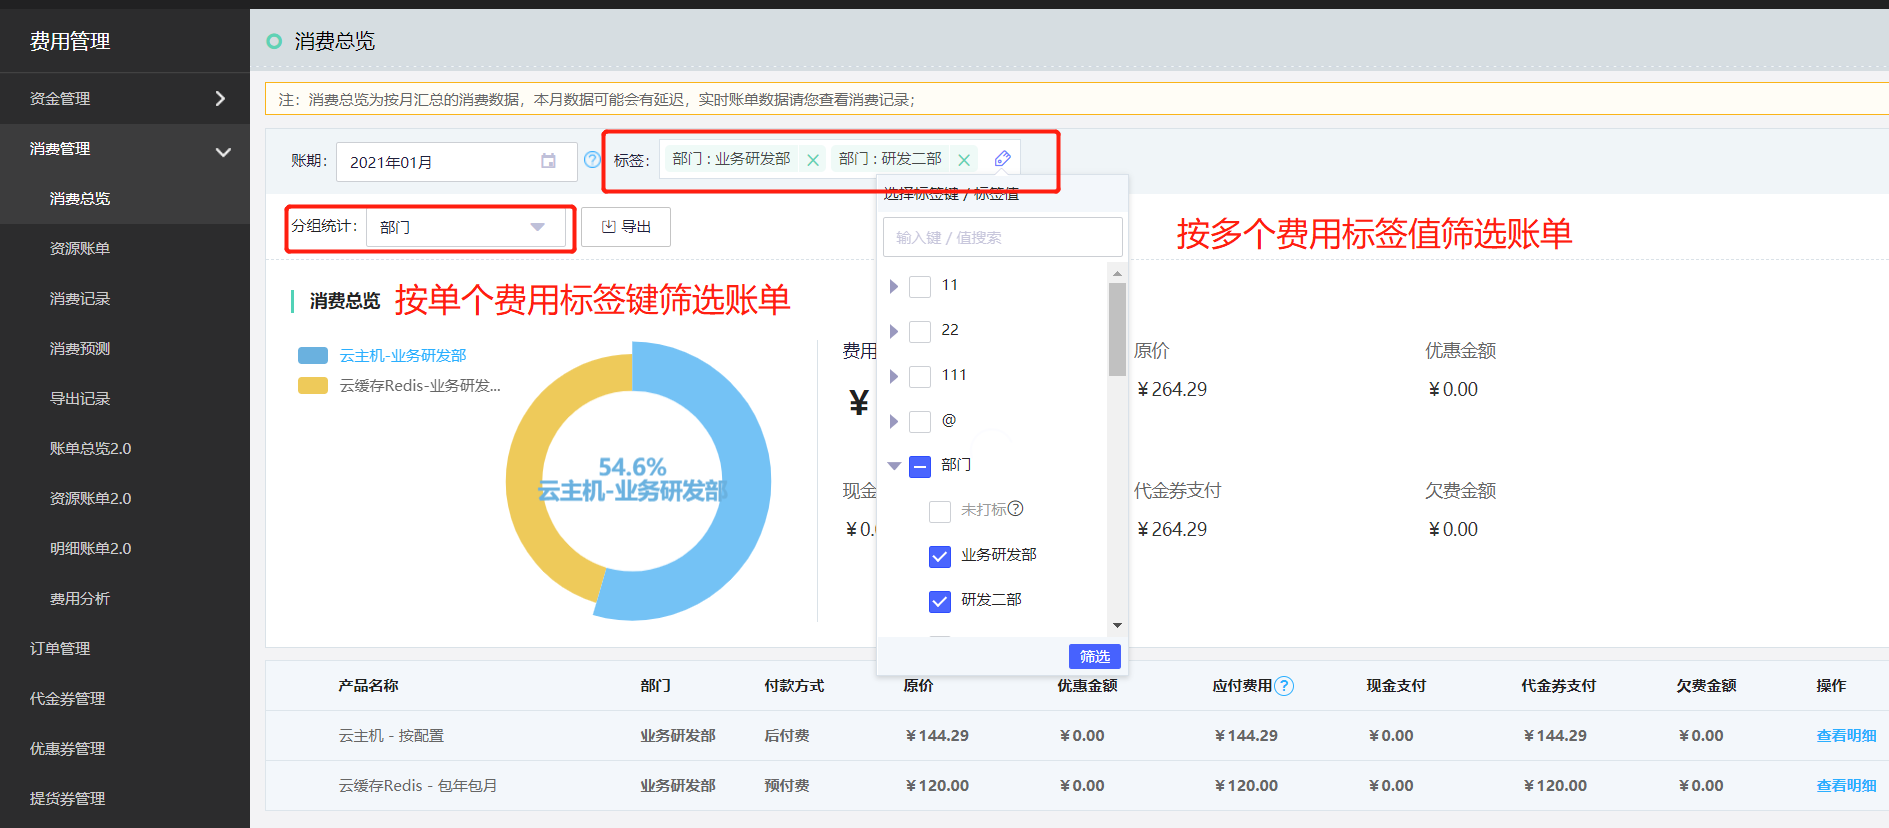 费用管理
资金管理
消费管理
消费总览
资源账单
消费记录
消费预测
导出记录
账单总览2.0
资源账单2.0
明细账单2.0
费用分析
订单管理
代金券管理
优惠券管理
提货券管理
消费总览
注：消费总览为按月汇总的消费数据，本月数据可能会有延迟，实时账单数据请您查看消费记录；
账期： 2021年01月 ? 标签： 部门 : 业务研发部 部门 : 研发二部
分组统计： 部门 导出
选择标签键 / 标签值
输入键 / 值搜索
11
22
111
@
部门
未打标?
业务研发部
研发二部
筛选
按多个费用标签值筛选账单
消费总览 按单个费用标签键筛选账单
云主机-业务研发部
云缓存Redis-业务研发...
54.6%
云主机-业务研发部
费用 原价 优惠金额
¥ ¥264.29 ¥0.00
现金 代金券支付 欠费金额
¥0. ¥264.29 ¥0.00
产品名称 部门 付款方式 原价 优惠金额 应付费用? 现金支付 代金券支付 欠费金额 操作
云主机 - 按配置 业务研发部 后付费 ¥144.29 ¥0.00 ¥144.29 ¥0.00 ¥144.29 ¥0.00 查看明细
云缓存Redis - 包年包月 业务研发部 预付费 ¥120.00 ¥0.00 ¥120.00 ¥0.00 ¥120.00 ¥0.00 查看明细